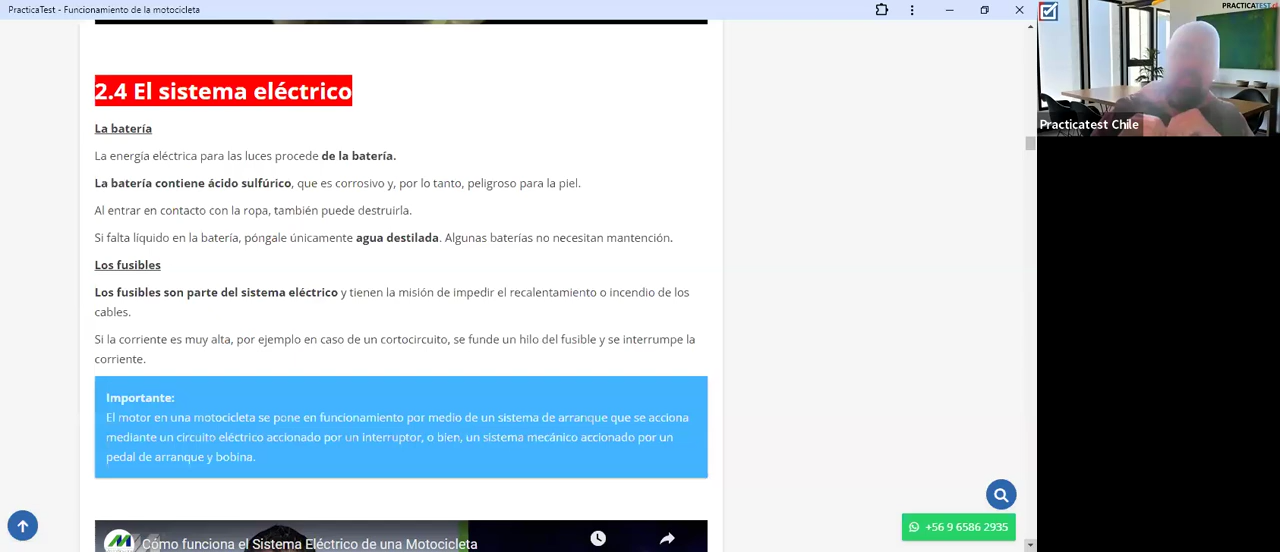 PracticaTest - Funcionamiento de la motocicleta
2.4 El sistema eléctrico
La batería
La energía eléctrica para las luces procede de la batería.
La batería contiene ácido sulfúrico, que es corrosivo y, por lo tanto, peligroso para la piel.
Al entrar en contacto con la ropa, también puede destruirla.
Si falta líquido en la batería, póngale únicamente agua destilada. Algunas baterías no necesitan mantención.
Los fusibles
Los fusibles son parte del sistema eléctrico y tienen la misión de impedir el recalentamiento o incendio de los
cables.
Si la corriente es muy alta, por ejemplo en caso de un cortocircuito, se funde un hilo del fusible y se interrumpe la
corriente.
Importante:
El motor en una motocicleta se pone en funcionamiento por medio de un sistema de arranque que se acciona
mediante un circuito eléctrico accionado por un interruptor, o bien, un sistema mecánico accionado por un
pedal de arranque y bobina.
Cómo funciona el Sistema Eléctrico de una Motocicleta
+56 9 6586 2935
PRACTICATEST.cl
Practicatest Chile